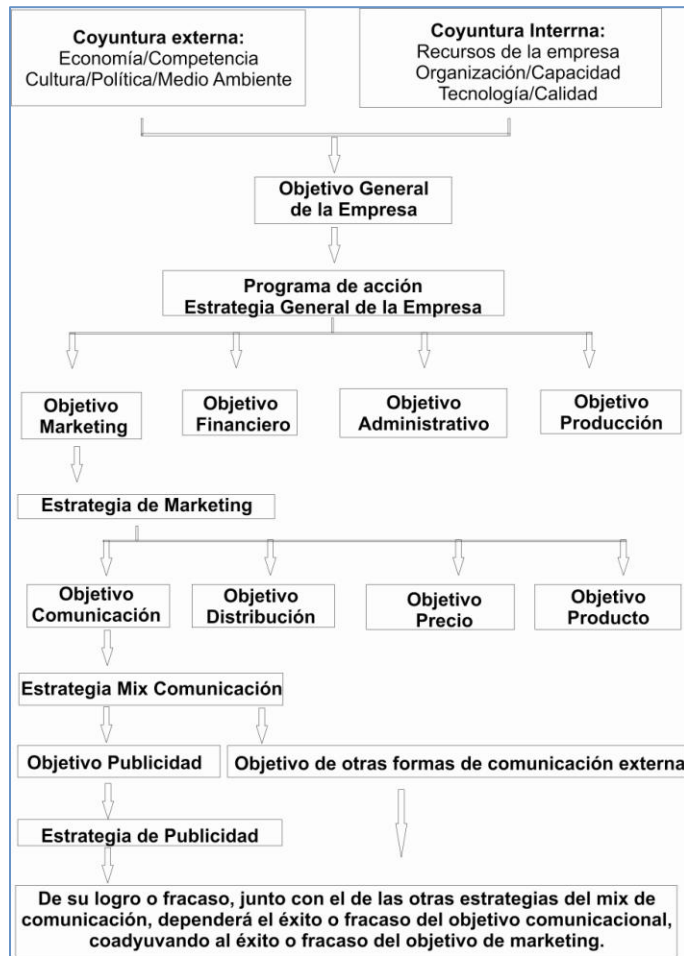 Coyuntura externa:
Economía/Competencia
Cultura/Política/Medio Ambiente
Coyuntura Interrna:
Recursos de la empresa
Organización/Capacidad
Tecnología/Calidad
Objetivo General
de la Empresa
Programa de acción
Estrategia General de la Empresa
Objetivo
Marketing
Objetivo
Financiero
Objetivo
Administrativo
Objetivo
Producción
Estrategia de Marketing
Objetivo
Comunicación
Objetivo
Distribución
Objetivo
Precio
Objetivo
Producto
Estrategia Mix Comunicación
Objetivo Publicidad
Objetivo de otras formas de comunicación externa
Estrategia de Publicidad
De su logro o fracaso, junto con el de las otras estrategias del mix de
comunicación, dependerá el éxito o fracaso del objetivo comunicacional,
coadyuvando al éxito o fracaso del objetivo de marketing.